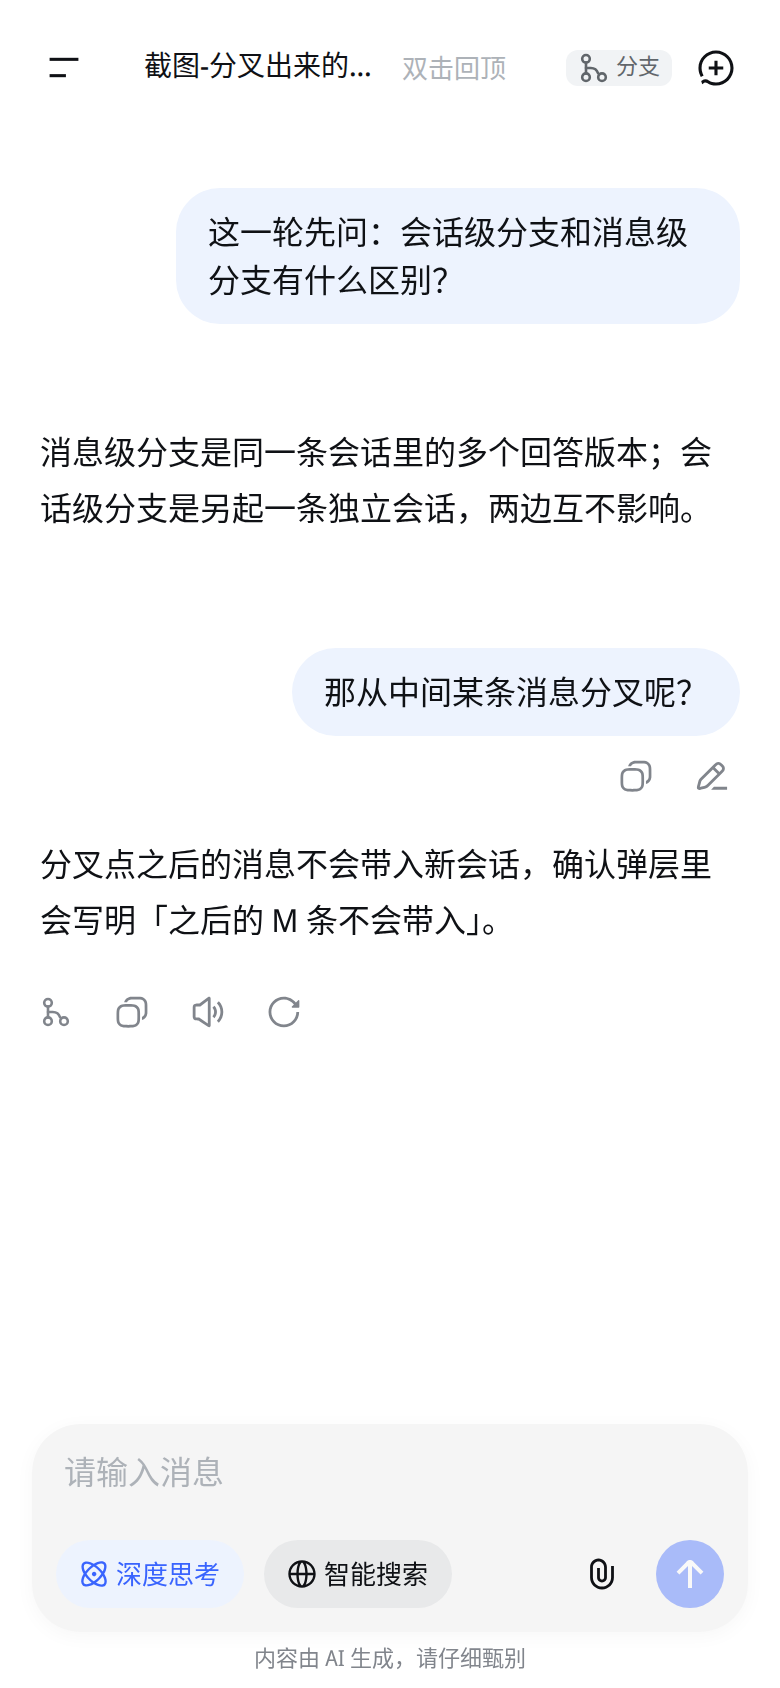 截图-分叉出来的...
双击回顶
分支
这一轮先问：会话级分支和消息级
分支有什么区别？
消息级分支是同一条会话里的多个回答版本；会
话级分支是另起一条独立会话，两边互不影响。
那从中间某条消息分叉呢？
分叉点之后的消息不会带入新会话，确认弹层里
会写明「之后的 M 条不会带入」。
请输入消息
深度思考
智能搜索
内容由 AI 生成，请仔细甄别